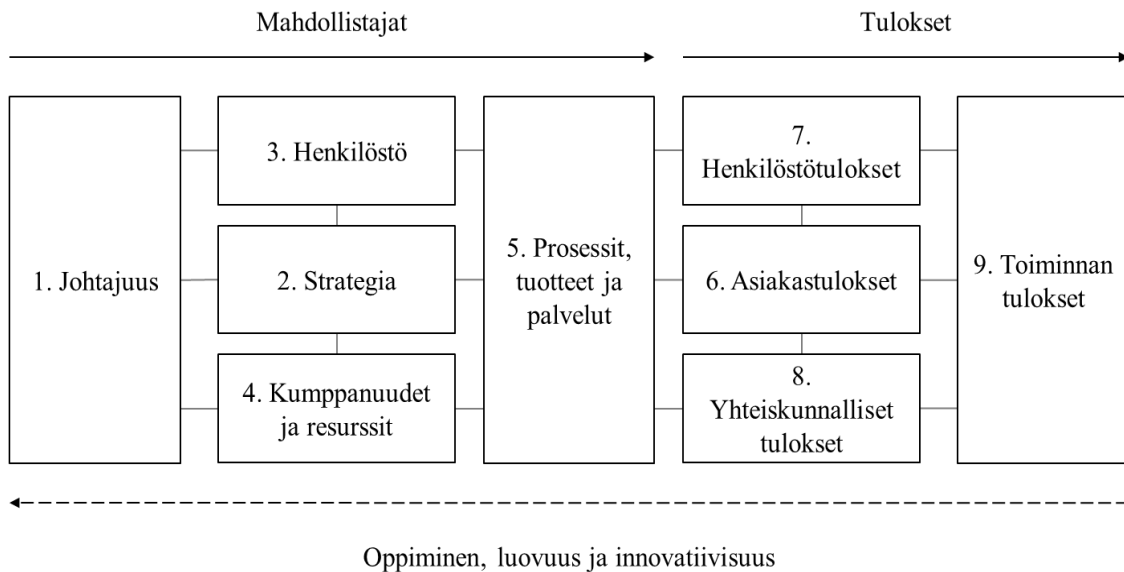 Mahdollistajat
Tulokset
1. Johtajuus
3. Henkilöstö
2. Strategia
4. Kumppanuudet
ja resurssit
5. Prosessit,
tuotteet ja
palvelut
7.
Henkilöstötulokset
6. Asiakastulokset
8.
Yhteiskunnalliset
tulokset
9. Toiminnan
tulokset
Oppiminen, luovuus ja innovatiivisuus